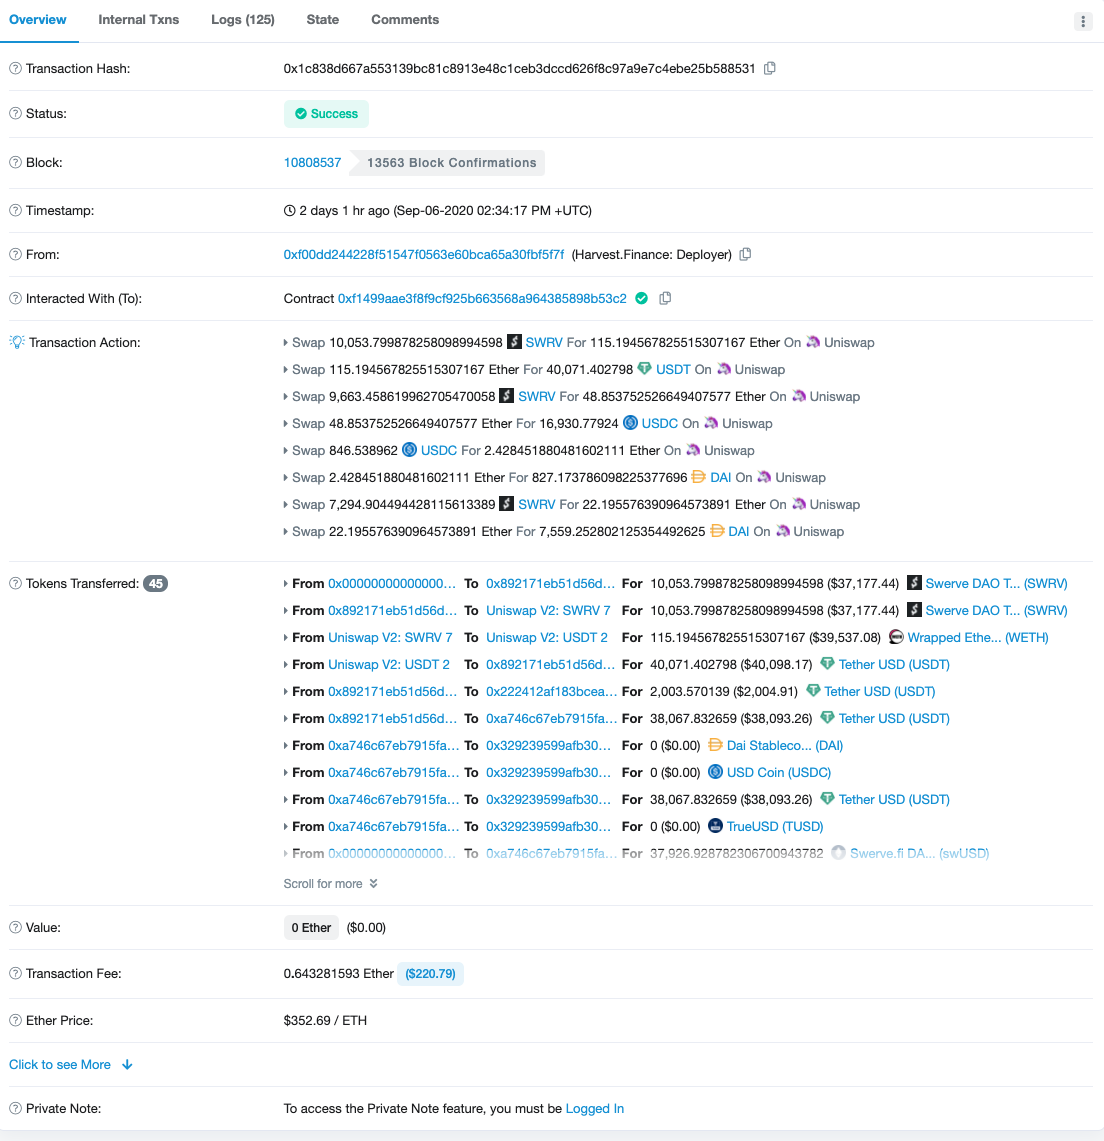 Overview Internal Txns Logs (125) State Comments
Transaction Hash: 0x1c838d667a553139bc81c8913e48c1ceb3dccd626f8c97a9e7c4ebe25b588531
Status: Success
Block: 10808537 13563 Block Confirmations
Timestamp: 2 days 1 hr ago (Sep-06-2020 02:34:17 PM +UTC)
From: 0xf00dd244228f51547f0563e60bca65a30fbf5f7f (Harvest.Finance: Deployer)
Interacted With (To): Contract 0xf1499aae3f8f9cf925b663568a964385898b53c2
Transaction Action: Swap 10,053.799878258098994598 SWRV For 115.194567825515307167 Ether On Uniswap
Swap 115.194567825515307167 Ether For 40,071.402798 USDT On Uniswap
Swap 9,663.458619962705470058 SWRV For 48.853752526649407577 Ether On Uniswap
Swap 48.853752526649407577 Ether For 16,930.77924 USDC On Uniswap
Swap 846.538962 USDC For 2.428451880481602111 Ether On Uniswap
Swap 2.428451880481602111 Ether For 827.173786098225377696 DAI On Uniswap
Swap 7,294.904494428115613389 SWRV For 22.195576390964573891 Ether On Uniswap
Swap 22.195576390964573891 Ether For 7,559.252802125354492625 DAI On Uniswap
Tokens Transferred: 45 From 0x00000000000000... To 0x892171eb51d56d... For 10,053.799878258098994598 ($37,177.44) Swerve DAO T... (SWRV)
From 0x892171eb51d56d... To Uniswap V2: SWRV 7 For 10,053.799878258098994598 ($37,177.44) Swerve DAO T... (SWRV)
From Uniswap V2: SWRV 7 To Uniswap V2: USDT 2 For 115.194567825515307167 ($39,537.08) Wrapped Ethe... (WETH)
From Uniswap V2: USDT 2 To 0x892171eb51d56d... For 40,071.402798 ($40,098.17) Tether USD (USDT)
From 0x892171eb51d56d... To 0x222412af183bcea... For 2,003.570139 ($2,004.91) Tether USD (USDT)
From 0x892171eb51d56d... To 0xa746c67eb7915fa... For 38,067.832659 ($38,093.26) Tether USD (USDT)
From 0xa746c67eb7915fa... To 0x329239599afb30... For 0 ($0.00) Dai Stableco... (DAI)
From 0xa746c67eb7915fa... To 0x329239599afb30... For 0 ($0.00) USD Coin (USDC)
From 0xa746c67eb7915fa... To 0x329239599afb30... For 38,067.832659 ($38,093.26) Tether USD (USDT)
From 0xa746c67eb7915fa... To 0x329239599afb30... For 0 ($0.00) TrueUSD (TUSD)
From 0x00000000000000... To 0xa746c67eb7915fa... For 37,926.928782306700943782 Swerve.fi DA... (swUSD)
Scroll for more
Value: 0 Ether ($0.00)
Transaction Fee: 0.643281593 Ether ($220.79)
Ether Price: $352.69 / ETH
Click to see More
Private Note: To access the Private Note feature, you must be Logged In